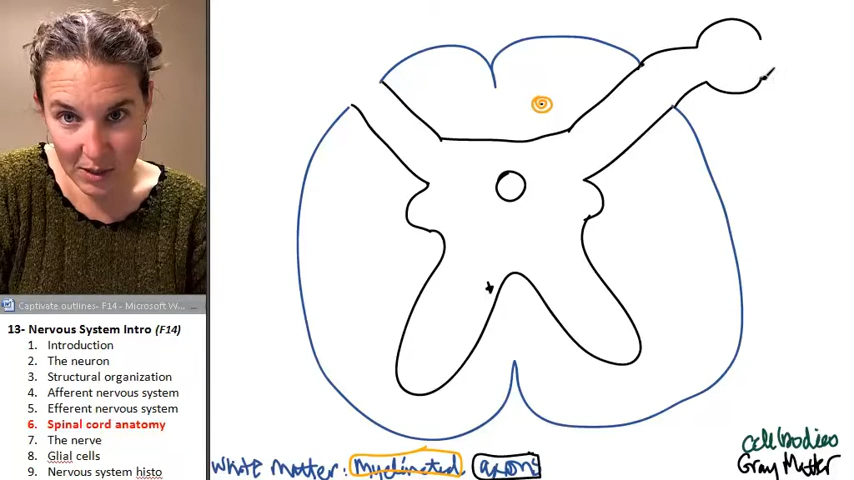 Captivate outlines- F14 - Microsoft W...
13- Nervous System Intro (F14)
1. Introduction
2. The neuron
3. Structural organization
4. Afferent nervous system
5. Efferent nervous system
6. Spinal cord anatomy
7. The nerve
8. Glial cells
9. Nervous system histo
cell bodies
Gray Matter
White matter: Myelinated axons